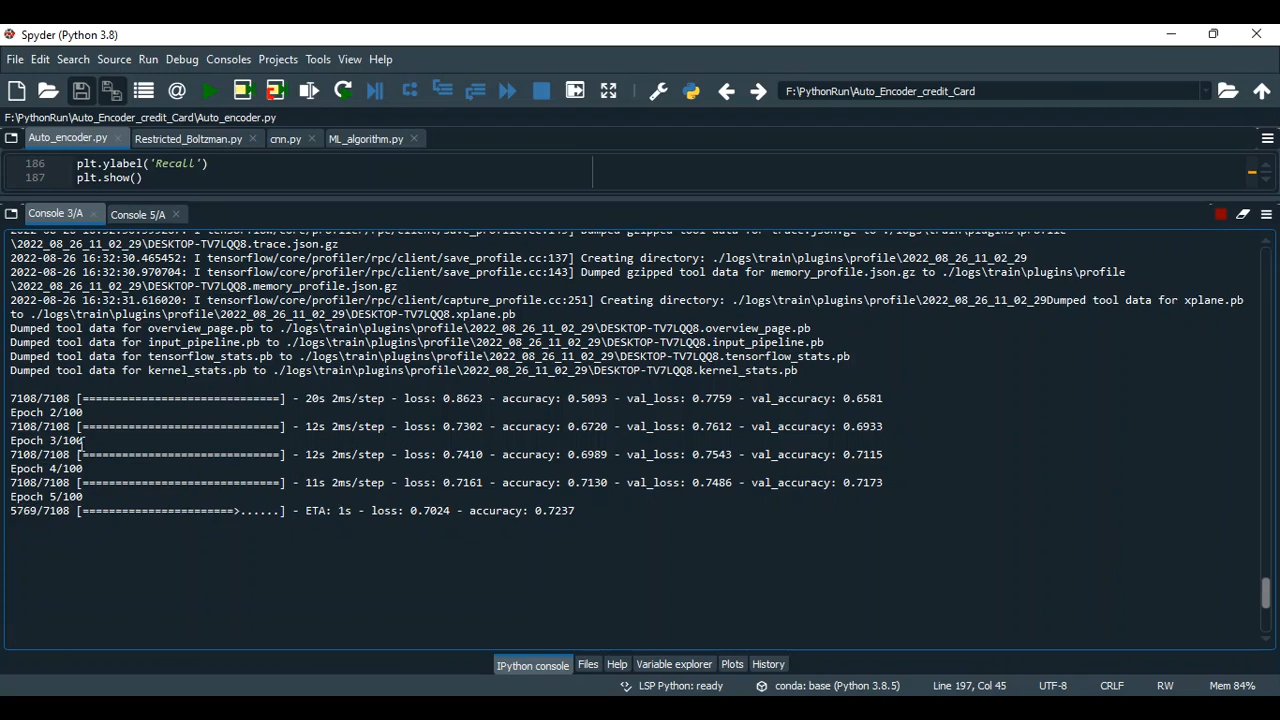 Spyder (Python 3.8)
File Edit Search Source Run Debug Consoles Projects Tools View Help
F:\PythonRun\Auto_Encoder_credit_Card
F:\PythonRun\Auto_Encoder_credit_Card\Auto_encoder.py
Auto_encoder.py Restricted_Boltzman.py cnn.py ML_algorithm.py
186 plt.ylabel('Recall')
187 plt.show()
Console 3/A Console 5/A
\2022_08_26_11_02_29\DESKTOP-TV7LQQ8.trace.json.gz
2022-08-26 16:32:30.465452: I tensorflow/core/profiler/rpc/client/save_profile.cc:137] Creating directory: ./logs\train\plugins\profile\2022_08_26_11_02_29
2022-08-26 16:32:30.970704: I tensorflow/core/profiler/rpc/client/save_profile.cc:143] Dumped gzipped tool data for memory_profile.json.gz to ./logs\train\plugins\profile
\2022_08_26_11_02_29\DESKTOP-TV7LQQ8.memory_profile.json.gz
2022-08-26 16:32:31.616020: I tensorflow/core/profiler/rpc/client/capture_profile.cc:251] Creating directory: ./logs\train\plugins\profile\2022_08_26_11_02_29Dumped tool data for xplane.pb
to ./logs\train\plugins\profile\2022_08_26_11_02_29\DESKTOP-TV7LQQ8.xplane.pb
Dumped tool data for overview_page.pb to ./logs\train\plugins\profile\2022_08_26_11_02_29\DESKTOP-TV7LQQ8.overview_page.pb
Dumped tool data for input_pipeline.pb to ./logs\train\plugins\profile\2022_08_26_11_02_29\DESKTOP-TV7LQQ8.input_pipeline.pb
Dumped tool data for tensorflow_stats.pb to ./logs\train\plugins\profile\2022_08_26_11_02_29\DESKTOP-TV7LQQ8.tensorflow_stats.pb
Dumped tool data for kernel_stats.pb to ./logs\train\plugins\profile\2022_08_26_11_02_29\DESKTOP-TV7LQQ8.kernel_stats.pb
7108/7108 [==============================] - 20s 2ms/step - loss: 0.8623 - accuracy: 0.5093 - val_loss: 0.7759 - val_accuracy: 0.6581
Epoch 2/100
7108/7108 [==============================] - 12s 2ms/step - loss: 0.7302 - accuracy: 0.6720 - val_loss: 0.7612 - val_accuracy: 0.6933
Epoch 3/100
7108/7108 [==============================] - 12s 2ms/step - loss: 0.7410 - accuracy: 0.6989 - val_loss: 0.7543 - val_accuracy: 0.7115
Epoch 4/100
7108/7108 [==============================] - 11s 2ms/step - loss: 0.7161 - accuracy: 0.7130 - val_loss: 0.7486 - val_accuracy: 0.7173
Epoch 5/100
5769/7108 [=======================>......] - ETA: 1s - loss: 0.7024 - accuracy: 0.7237
IPython console Files Help Variable explorer Plots History
LSP Python: ready conda: base (Python 3.8.5) Line 197, Col 45 UTF-8 CRLF RW Mem 84%